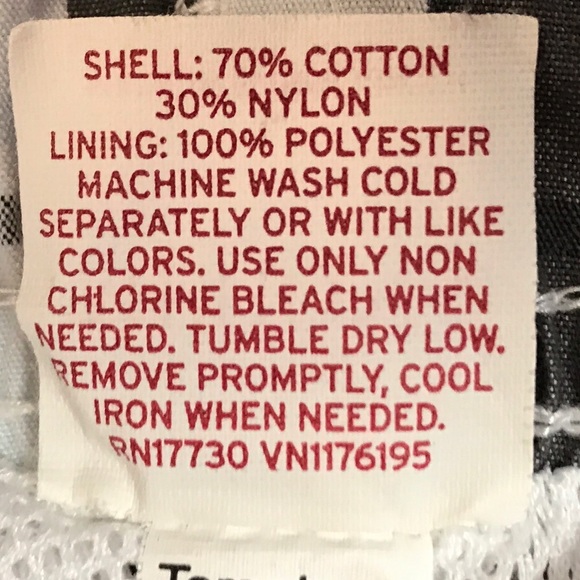 SHELL: 70% COTTON
30% NYLON
LINING: 100% POLYESTER
MACHINE WASH COLD
SEPARATELY OR WITH LIKE
COLORS. USE ONLY NON
CHLORINE BLEACH WHEN
NEEDED. TUMBLE DRY LOW.
REMOVE PROMPTLY, COOL
IRON WHEN NEEDED.
RN17730 VN1176195